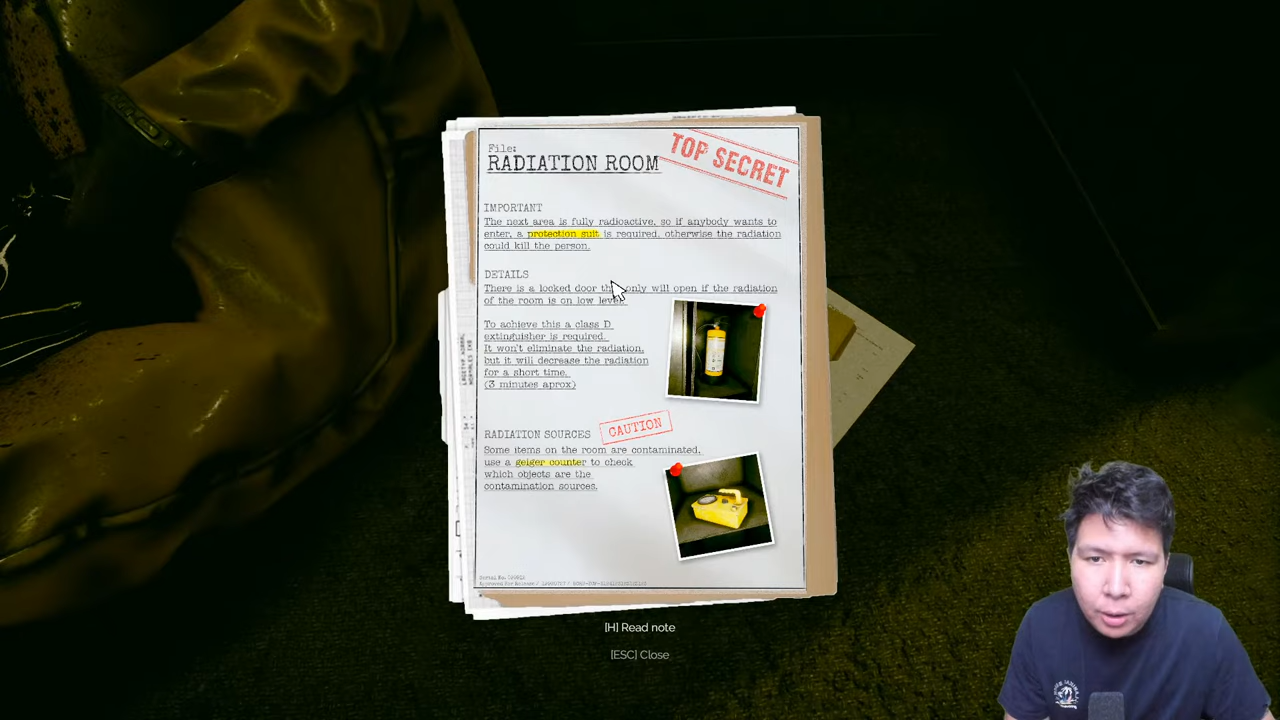 File:
RADIATION ROOM
TOP SECRET
IMPORTANT
The next area is fully radioactive, so if anybody wants to
enter, a protection suit is required, otherwise the radiation
could kill the person.
DETAILS
There is a locked door only will open if the radiation
of the room is on low level.
To achieve this a class D
extinguisher is required.
It won't eliminate the radiation,
but it will decrease the radiation
for a short time.
(3 minutes aprox)
RADIATION SOURCES
CAUTION
Some items on the room are contaminated,
use a geiger counter to check
which objects are the
contamination sources.
[H] Read note
[ESC] Close